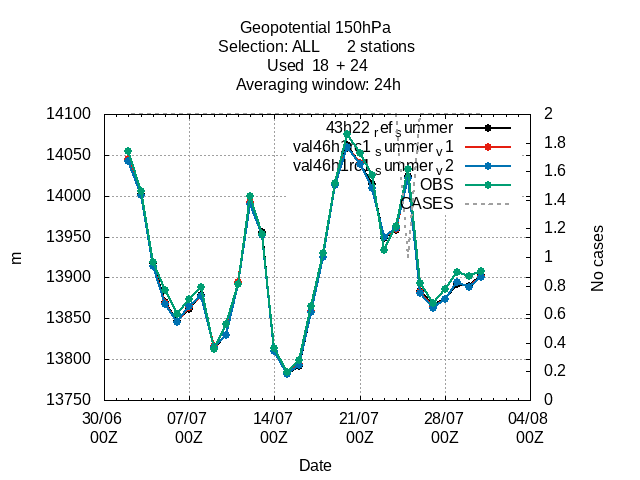 Geopotential 150hPa
Selection: ALL 2 stations
Used 18 + 24
Averaging window: 24h
14100
14050
14000
13950
13900
13850
13800
13750
m
43h22_ref_summer
val46h1rc1_summer_v1
val46h1rc1_summer_v2
OBS
CASES
2
1.8
1.6
1.4
1.2
1
0.8
0.6
0.4
0.2
0
No cases
30/06 07/07 14/07 21/07 28/07 04/08
00Z 00Z 00Z 00Z 00Z 00Z
Date